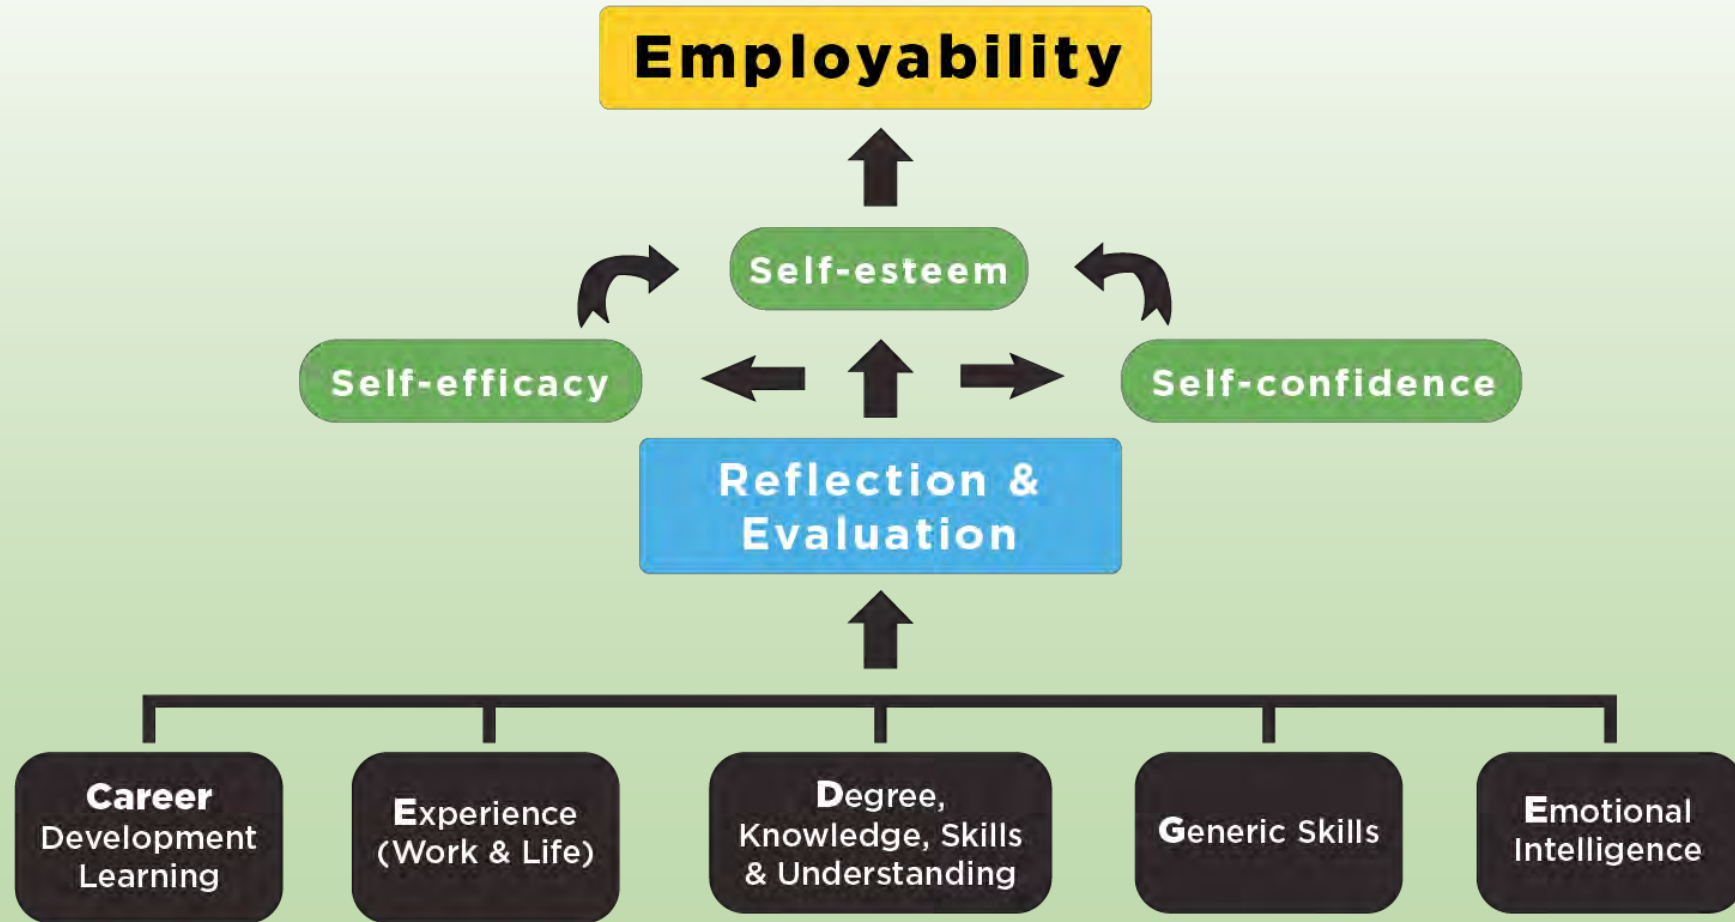 Employability
Self-esteem
Self-efficacy
Self-confidence
Reflection &
Evaluation
Career
Development
Learning
Experience
(Work & Life)
Degree,
Knowledge, Skills
& Understanding
Generic Skills
Emotional
Intelligence